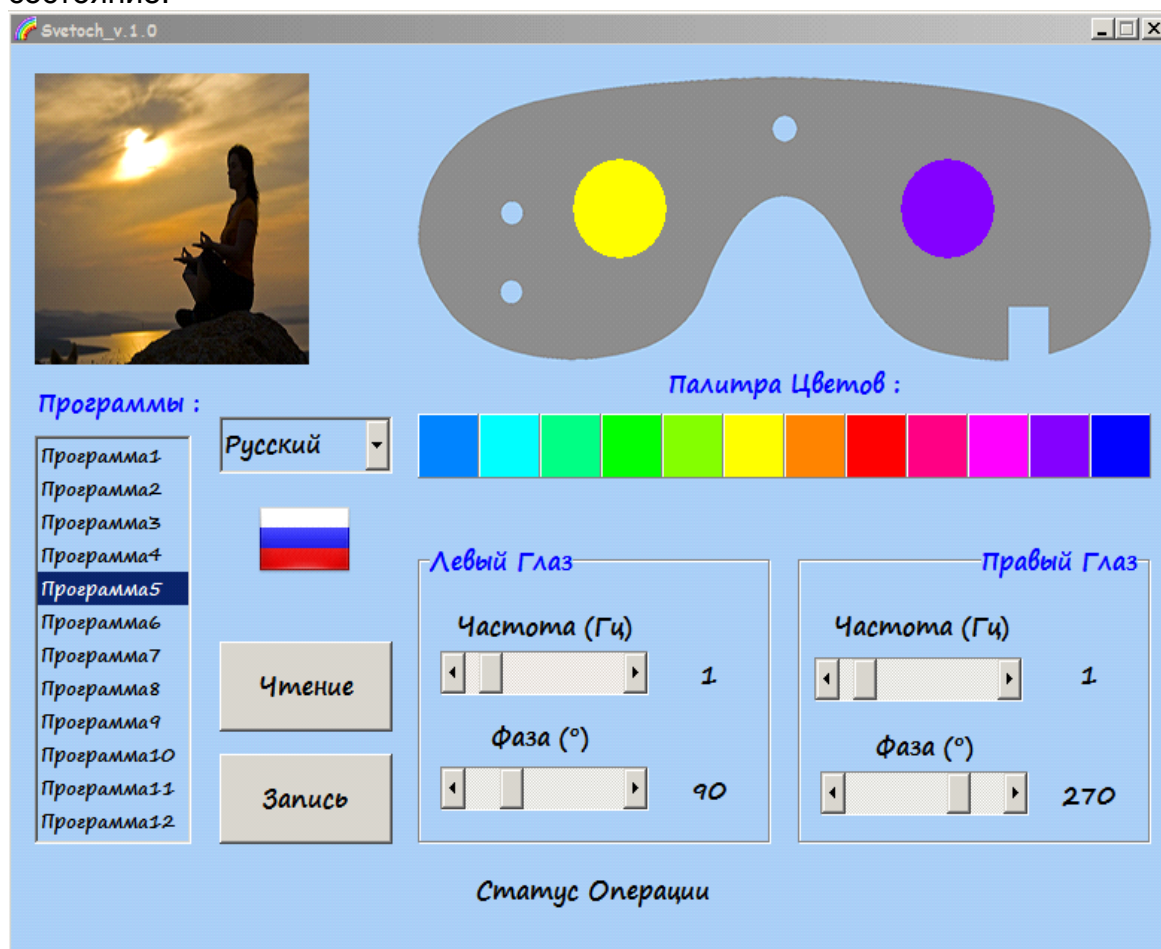 состояние.
Svetoch_v.1.0
Палитра Цветов :
Программы :
Русский
Программа1
Программа2
Программа3
Программа4
Программа5
Программа6
Программа7
Программа8
Программа9
Программа10
Программа11
Программа12
Чтение
Запись
Левый Глаз
Частота (Гц)
1
Фаза (°)
90
Правый Глаз
Частота (Гц)
1
Фаза (°)
270
Статус Операции